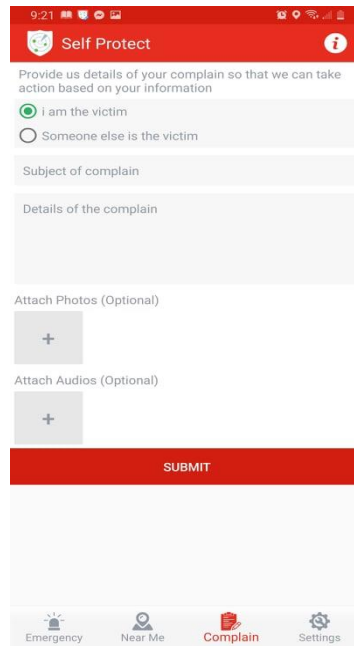 9:21
Self Protect
i
Provide us details of your complain so that we can take
action based on your information
i am the victim
Someone else is the victim
Subject of complain
Details of the complain
Attach Photos (Optional)
+
Attach Audios (Optional)
+
SUBMIT
Emergency Near Me Complain Settings